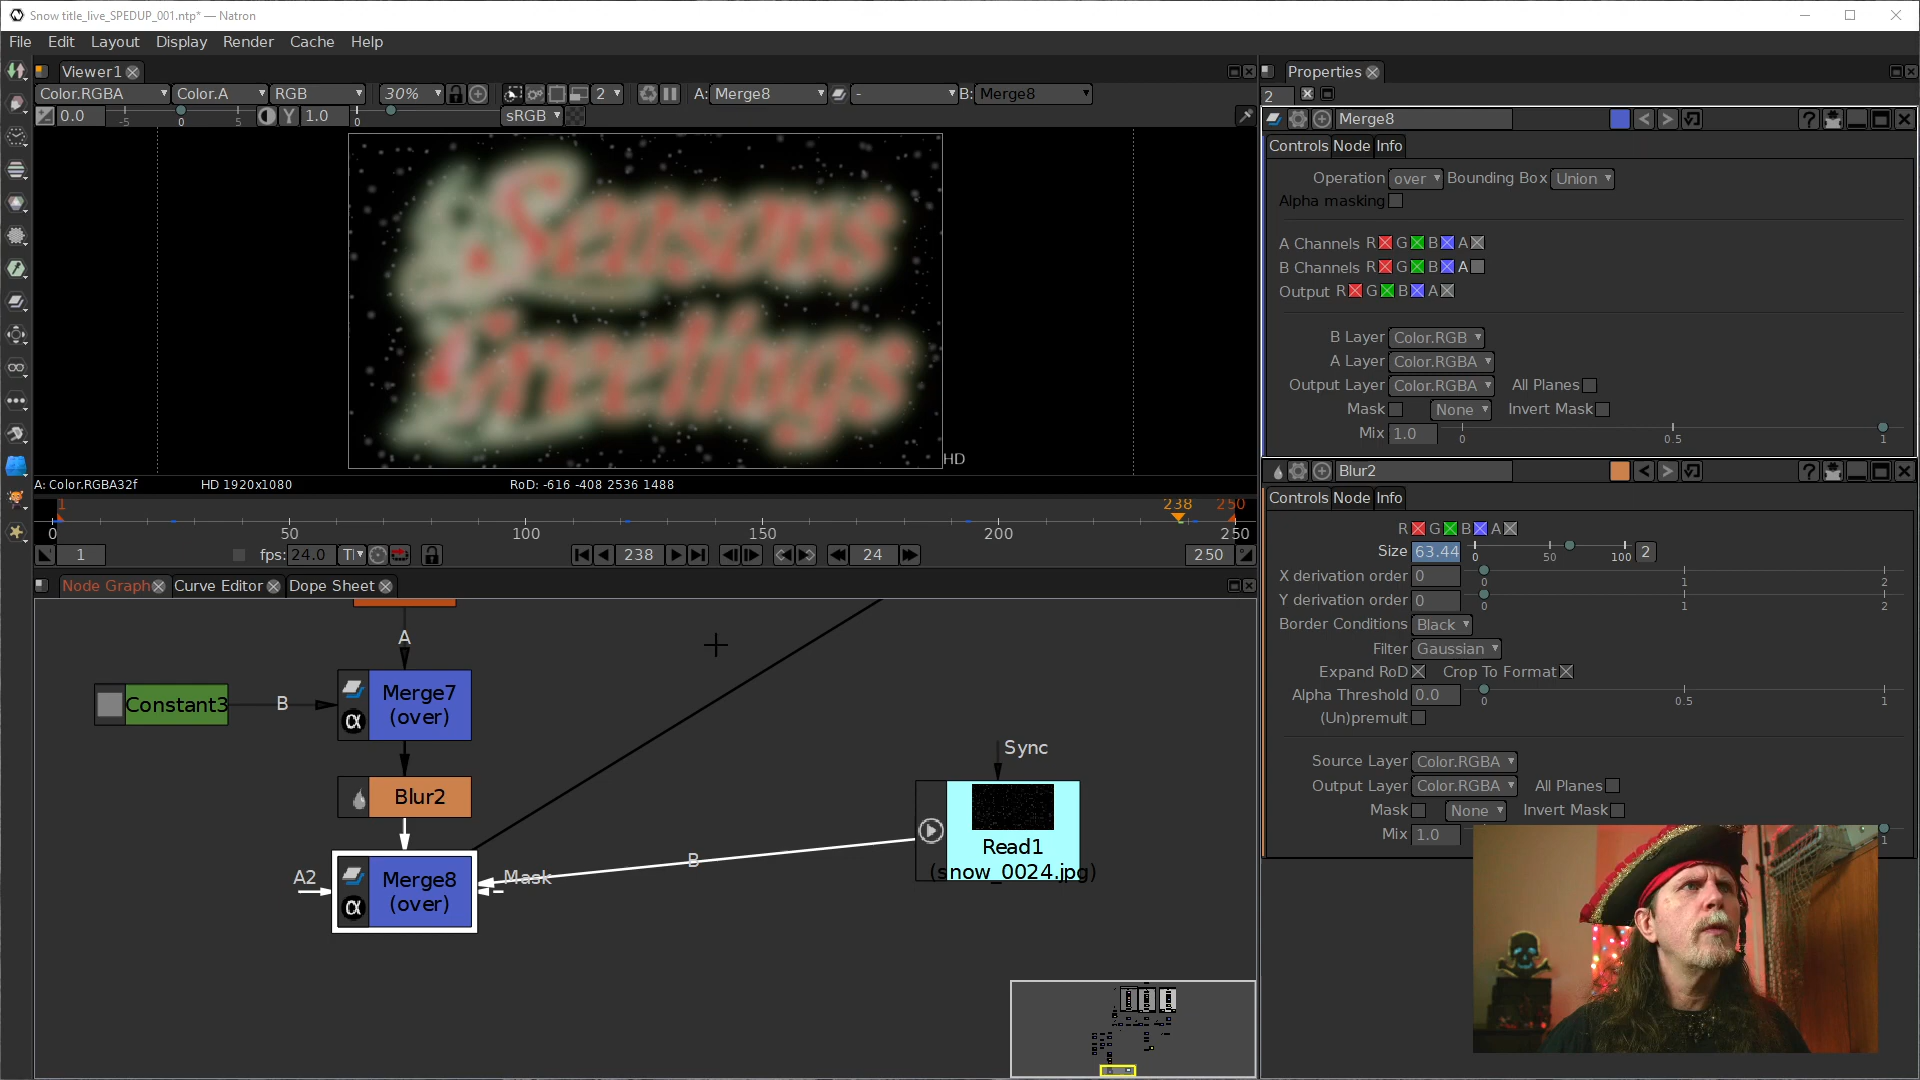 Snow title_live_SPEDUP_001.ntp* — Natron
File Edit Layout Display Render Cache Help
Viewer1
Color.RGBA Color.A RGB 30% 2 A: Merge8 - B: Merge8
0.0 -5 0 5 Y 1.0 0 sRGB
Seasons
Greetings
HD
A: Color.RGBA32f HD 1920x1080 RoD: -616 -408 2536 1488
1 238 250
0 50 100 150 200 250
1 fps: 24.0 238 24 250
Node Graph Curve Editor Dope Sheet
A
Constant3
B
Merge7
(over)
Blur2
A2
Merge8
(over)
Mask
B
Sync
Read1
(snow_0024.jpg)
Properties
2
Merge8
Controls Node Info
Operation over Bounding Box Union
Alpha masking
A Channels R G B A
B Channels R G B A
Output R G B A
B Layer Color.RGB
A Layer Color.RGBA
Output Layer Color.RGBA All Planes
Mask None Invert Mask
Mix 1.0 0 0.5 1
Blur2
Controls Node Info
R G B A
Size 63.44 0 50 100 2
X derivation order 0 0 1 2
Y derivation order 0 0 1 2
Border Conditions Black
Filter Gaussian
Expand RoD Crop To Format
Alpha Threshold 0.0 0 0.5 1
(Un)premult
Source Layer Color.RGBA
Output Layer Color.RGBA All Planes
Mask None Invert Mask
Mix 1.0 1